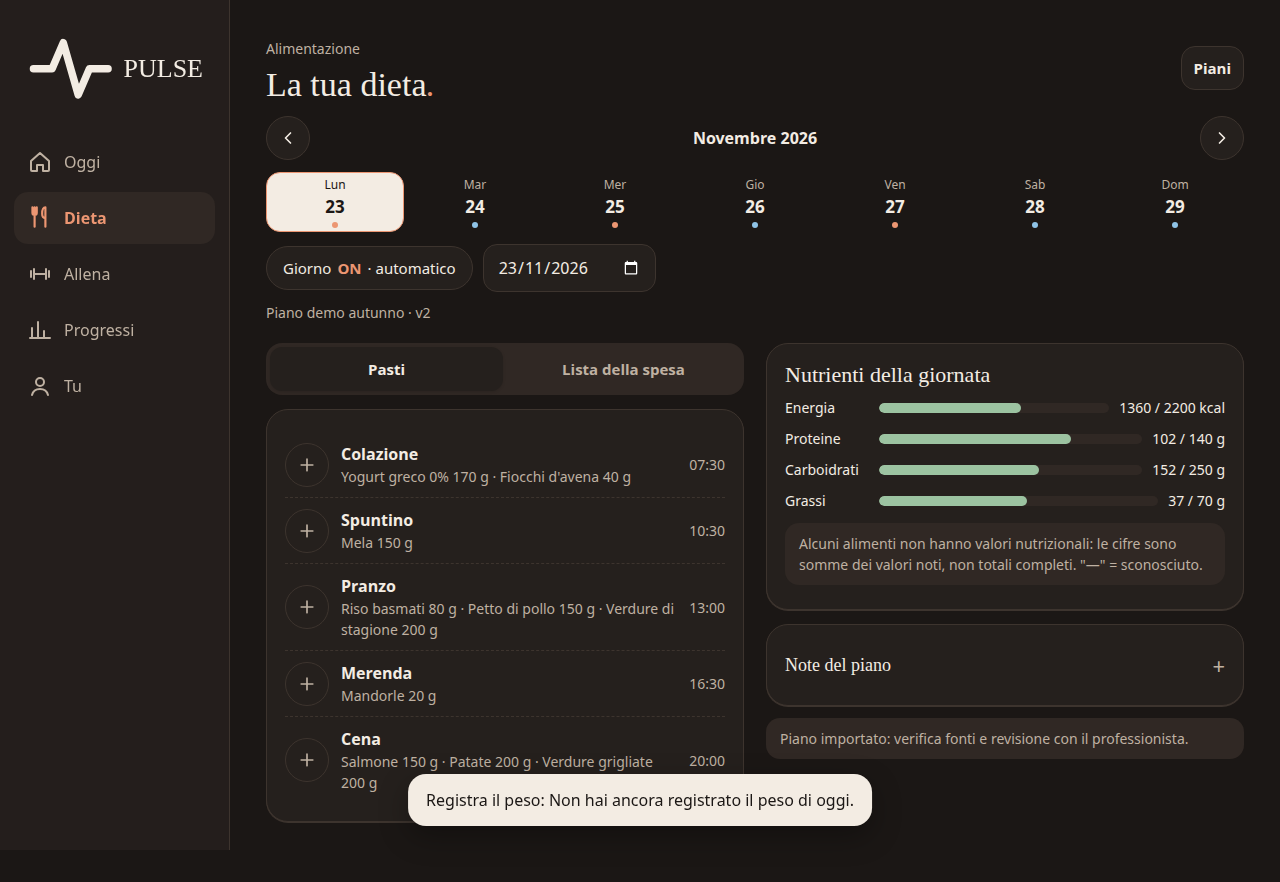 PULSE
Oggi
Dieta
Allena
Progressi
Tu
Alimentazione
La tua dieta.
Piani
Novembre 2026
Lun
23
Mar
24
Mer
25
Gio
26
Ven
27
Sab
28
Dom
29
Giorno ON · automatico
23/11/2026
Piano demo autunno · v2
Pasti
Lista della spesa
Colazione
Yogurt greco 0% 170 g · Fiocchi d'avena 40 g
07:30
Spuntino
Mela 150 g
10:30
Pranzo
Riso basmati 80 g · Petto di pollo 150 g · Verdure di
stagione 200 g
13:00
Merenda
Mandorle 20 g
16:30
Cena
Salmone 150 g · Patate 200 g · Verdure grigliate
200 g
20:00
Nutrienti della giornata
Energia 1360 / 2200 kcal
Proteine 102 / 140 g
Carboidrati 152 / 250 g
Grassi 37 / 70 g
Alcuni alimenti non hanno valori nutrizionali: le cifre sono
somme dei valori noti, non totali completi. "—" = sconosciuto.
Note del piano +
Piano importato: verifica fonti e revisione con il professionista.
Registra il peso: Non hai ancora registrato il peso di oggi.